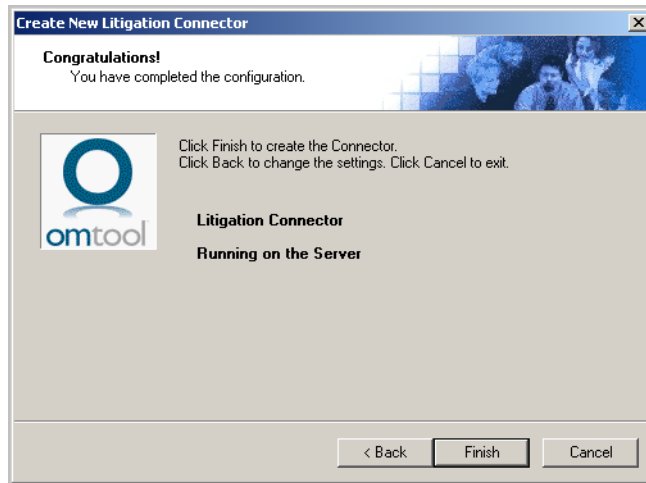 Create New Litigation Connector
Congratulations!
You have completed the configuration.
Click Finish to create the Connector.
Click Back to change the settings. Click Cancel to exit.
omtool
Litigation Connector
Running on the Server
< Back
Finish
Cancel